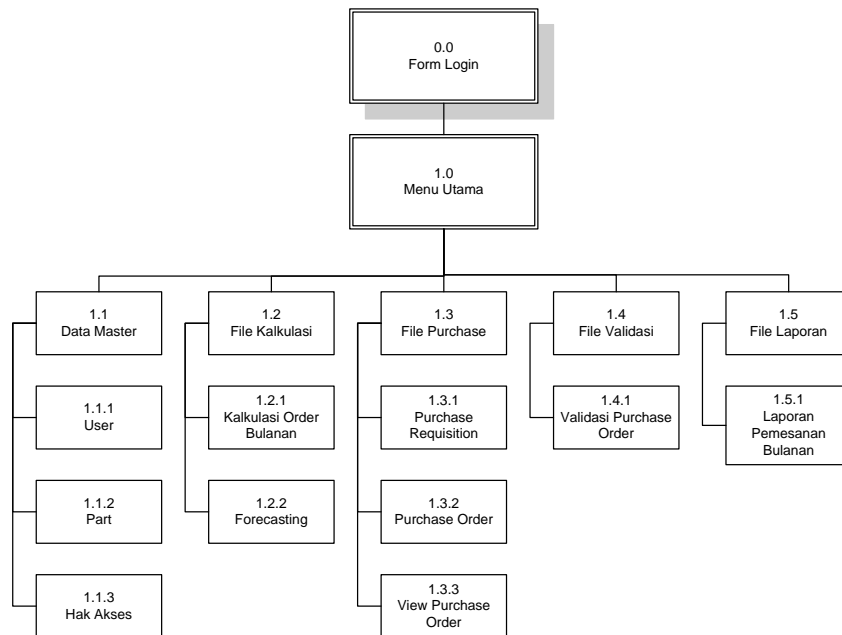 0.0
Form Login
1.0
Menu Utama
1.1
Data Master
1.2
File Kalkulasi
1.3
File Purchase
1.4
File Validasi
1.5
File Laporan
1.1.1
User
1.2.1
Kalkulasi Order
Bulanan
1.3.1
Purchase
Requisition
1.4.1
Validasi Purchase
Order
1.5.1
Laporan
Pemesanan
Bulanan
1.1.2
Part
1.2.2
Forecasting
1.3.2
Purchase Order
1.1.3
Hak Akses
1.3.3
View Purchase
Order